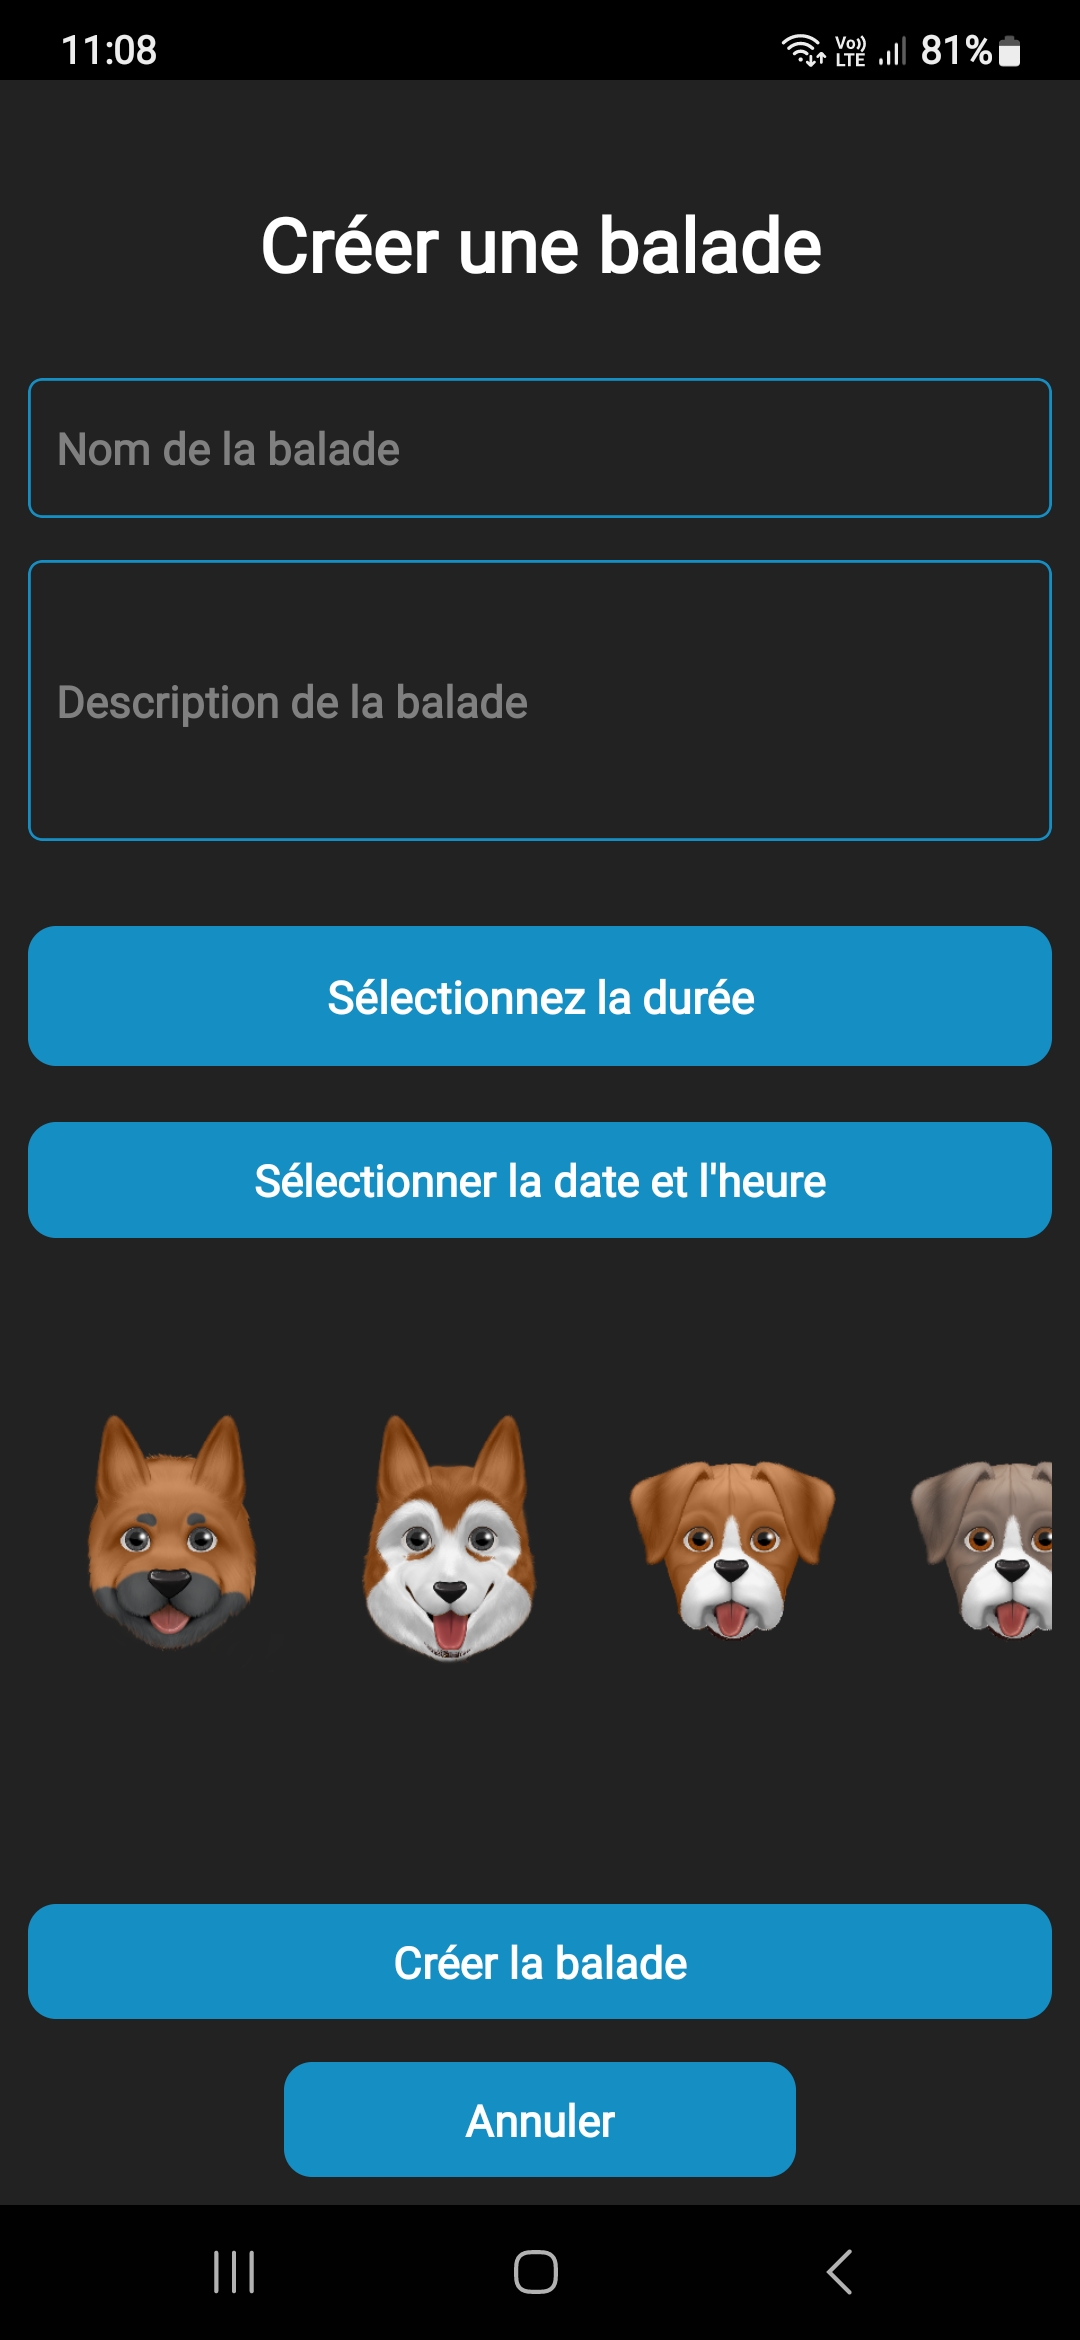 11:08
Vo)) LTE 81%
Créer une balade
Nom de la balade
Description de la balade
Sélectionnez la durée
Sélectionner la date et l'heure
Créer la balade
Annuler